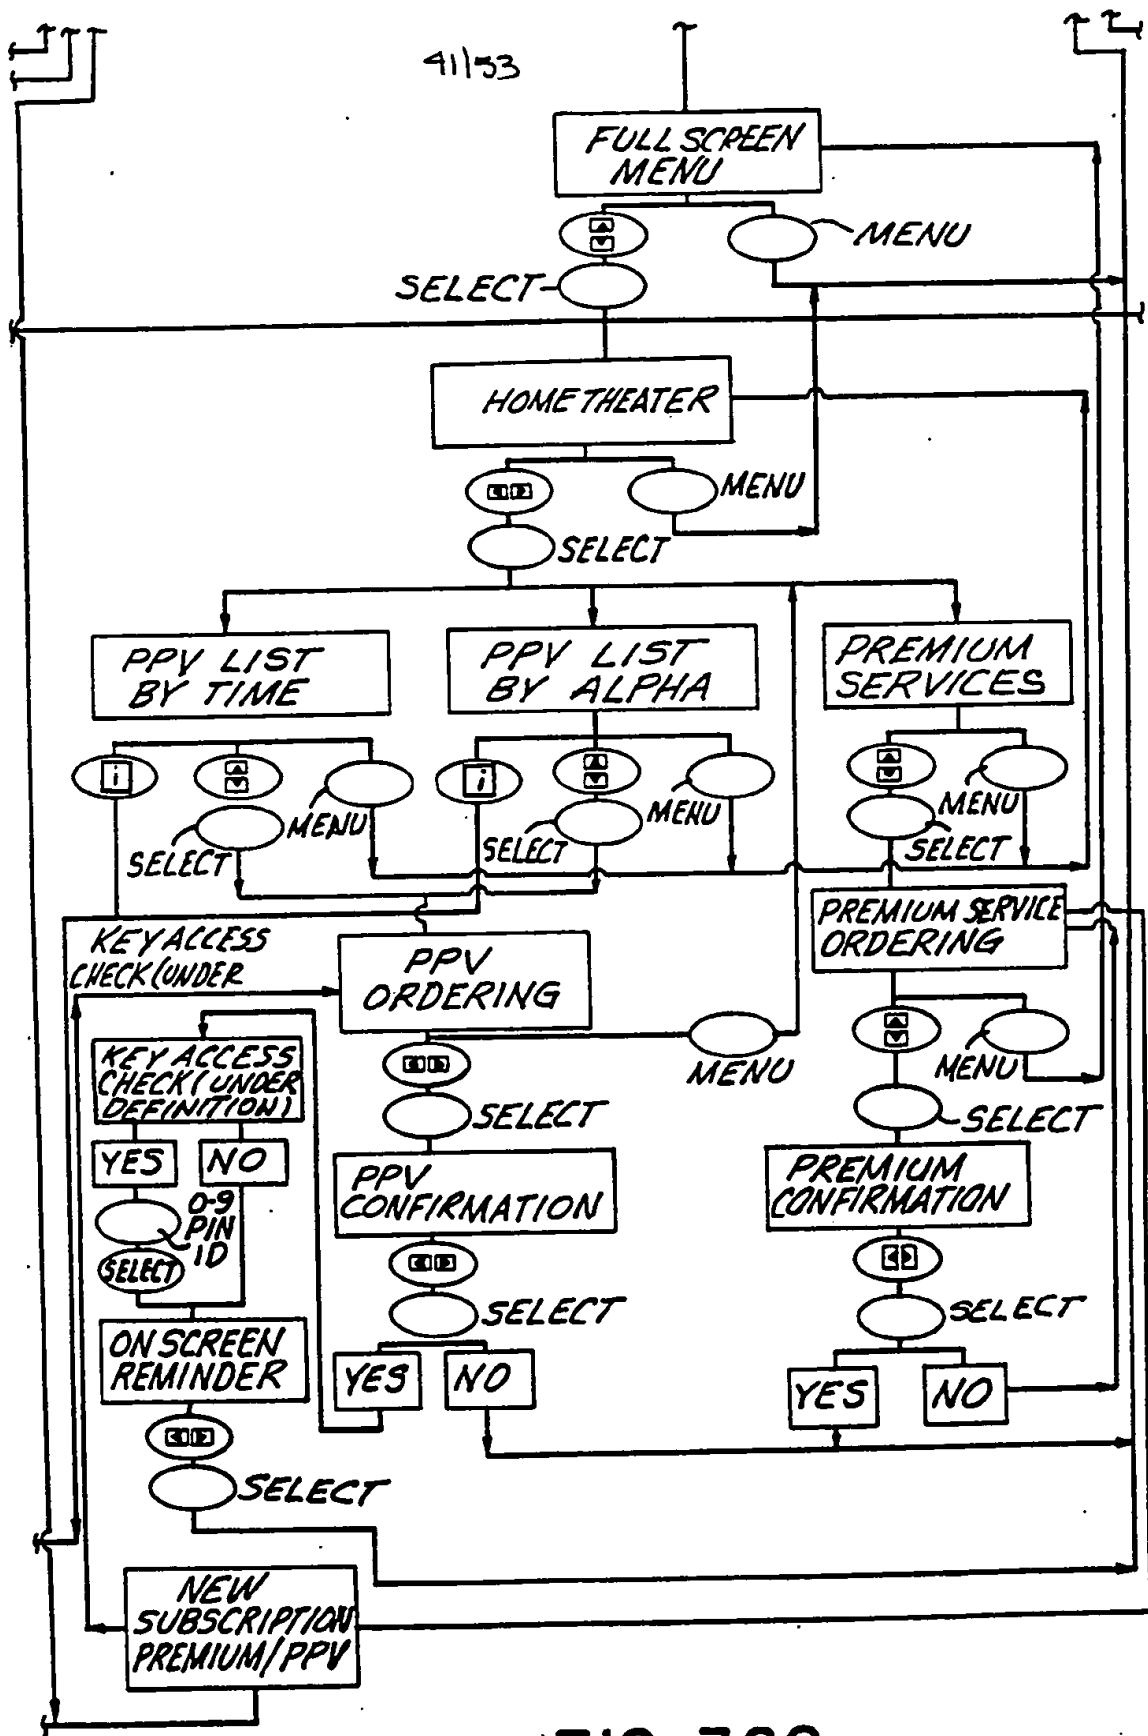 41/53
FULL SCREEN
MENU
MENU
SELECT
HOME THEATER
MENU
SELECT
PPV LIST
BY TIME
PPV LIST
BY ALPHA
PREMIUM
SERVICES
i
MENU
SELECT
i
MENU
SELECT
MENU
SELECT
KEY ACCESS
CHECK (UNDER
PPV
ORDERING
PREMIUM SERVICE
ORDERING
MENU
MENU
KEY ACCESS
CHECK (UNDER
DEFINITION)
SELECT
SELECT
YES
NO
PPV
CONFIRMATION
PREMIUM
CONFIRMATION
0-9
PIN
ID
SELECT
SELECT
SELECT
ON SCREEN
REMINDER
YES
NO
YES
NO
SELECT
NEW
SUBSCRIPTION
PREMIUM/PPV